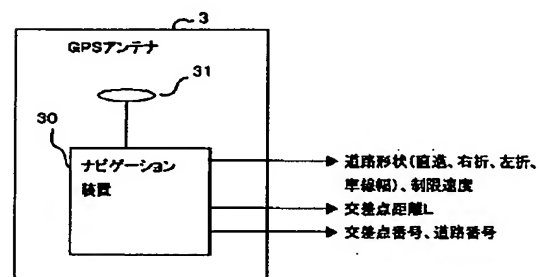 3
GPSアンテナ
31
30
ナビゲーション
装置
道路形状(直進、右折、左折、
車線幅)、制限速度
交差点距離L
交差点番号、道路番号